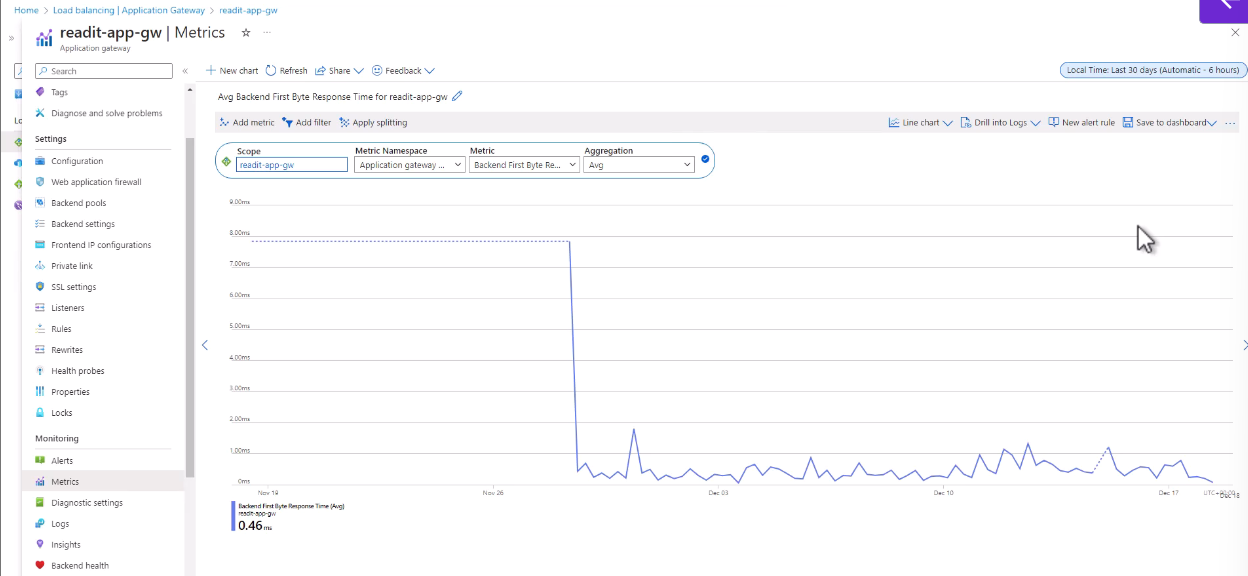 Home > Load balancing | Application Gateway > readit-app-gw
readit-app-gw | Metrics
Application gateway
Search
Tags
Diagnose and solve problems
Settings
Configuration
Web application firewall
Backend pools
Backend settings
Frontend IP configurations
Private link
SSL settings
Listeners
Rules
Rewrites
Health probes
Properties
Locks
Monitoring
Alerts
Metrics
Diagnostic settings
Logs
Insights
Backend health
New chart Refresh Share Feedback
Local Time: Last 30 days (Automatic - 6 hours)
Avg Backend First Byte Response Time for readit-app-gw
Add metric Add filter Apply splitting
Line chart Drill into Logs New alert rule Save to dashboard
Scope Metric Namespace Metric Aggregation
readit-app-gw Application gateway ... Backend First Byte Re... Avg
9.00ms
8.00ms
7.00ms
6.00ms
5.00ms
4.00ms
3.00ms
2.00ms
1.00ms
0ms
Nov 19 Nov 26 Dec 03 Dec 10 Dec 17
Backend First Byte Response Time (Avg)
readit-app-gw
0.46 ms